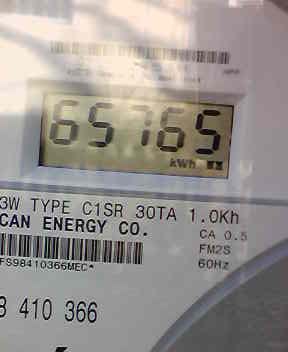 65765
kWh
3W TYPE C1SR 30TA 1.0Kh
CAN ENERGY CO.
CA 0.5
FM2S
FS98410366MEC*
60Hz
8 410 366